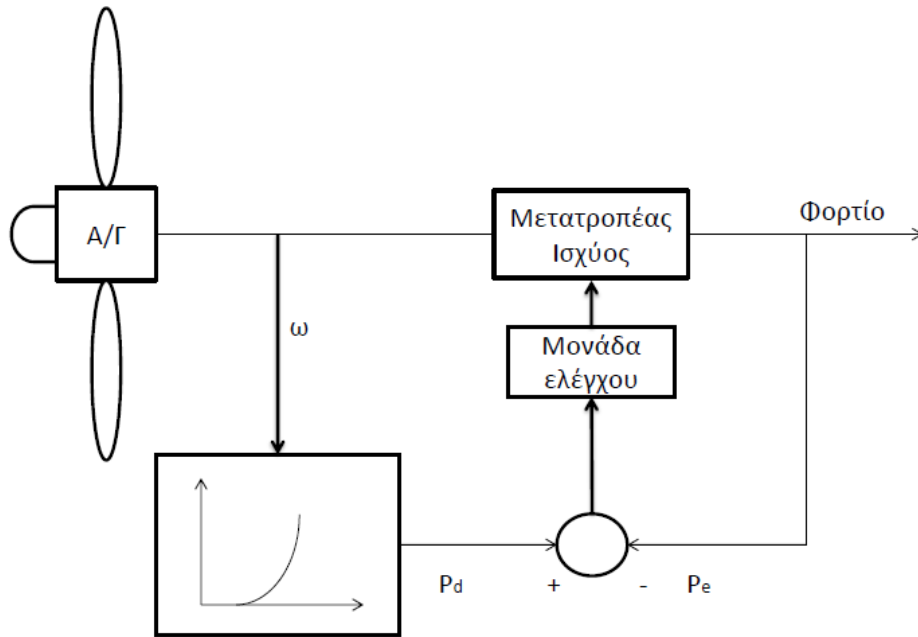 Α/Γ
Μετατροπέας
Ισχύος
Φορτίο
ω
Μονάδα
ελέγχου
Pd + - Pe